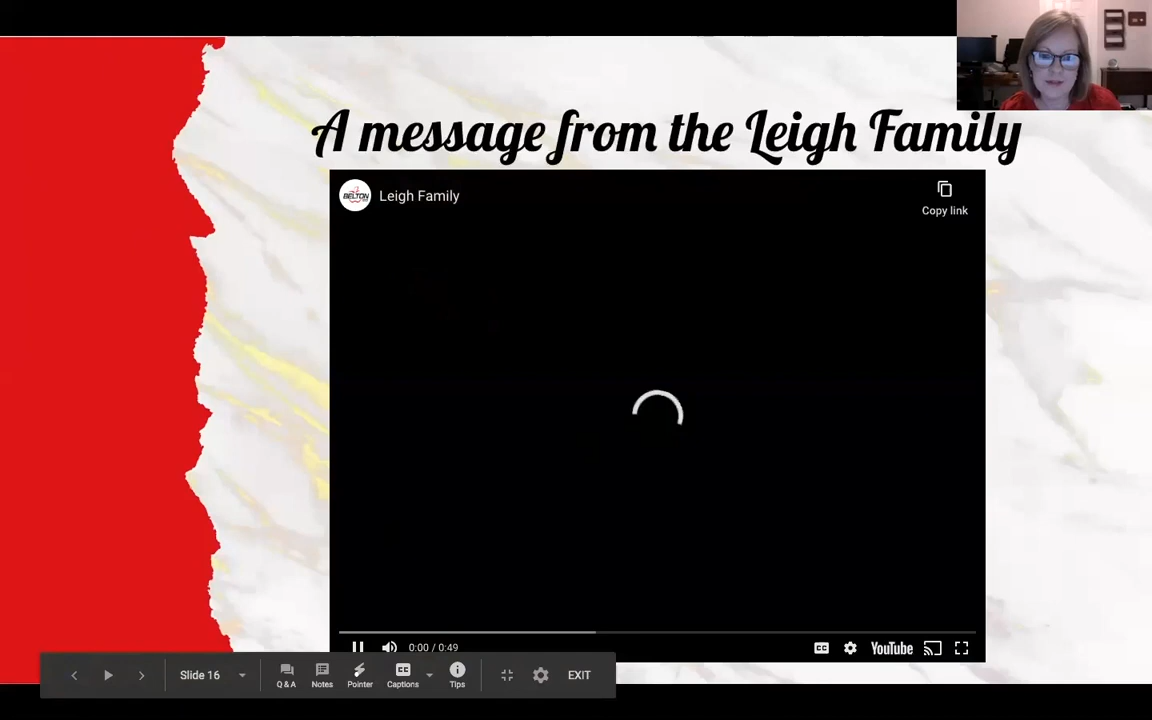 A message from the Leigh Family
BELTON
Leigh Family
Copy link
0:00 / 0:49
YouTube
Slide 16
Q & A
Notes
Pointer
Captions
Tips
EXIT